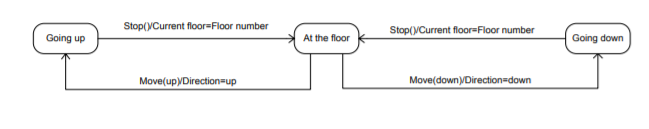 Stop()/Current floor=Floor number
Stop()/Current floor=Floor number
Going up
At the floor
Going down
Move(up)/Direction=up
Move(down)/Direction=down